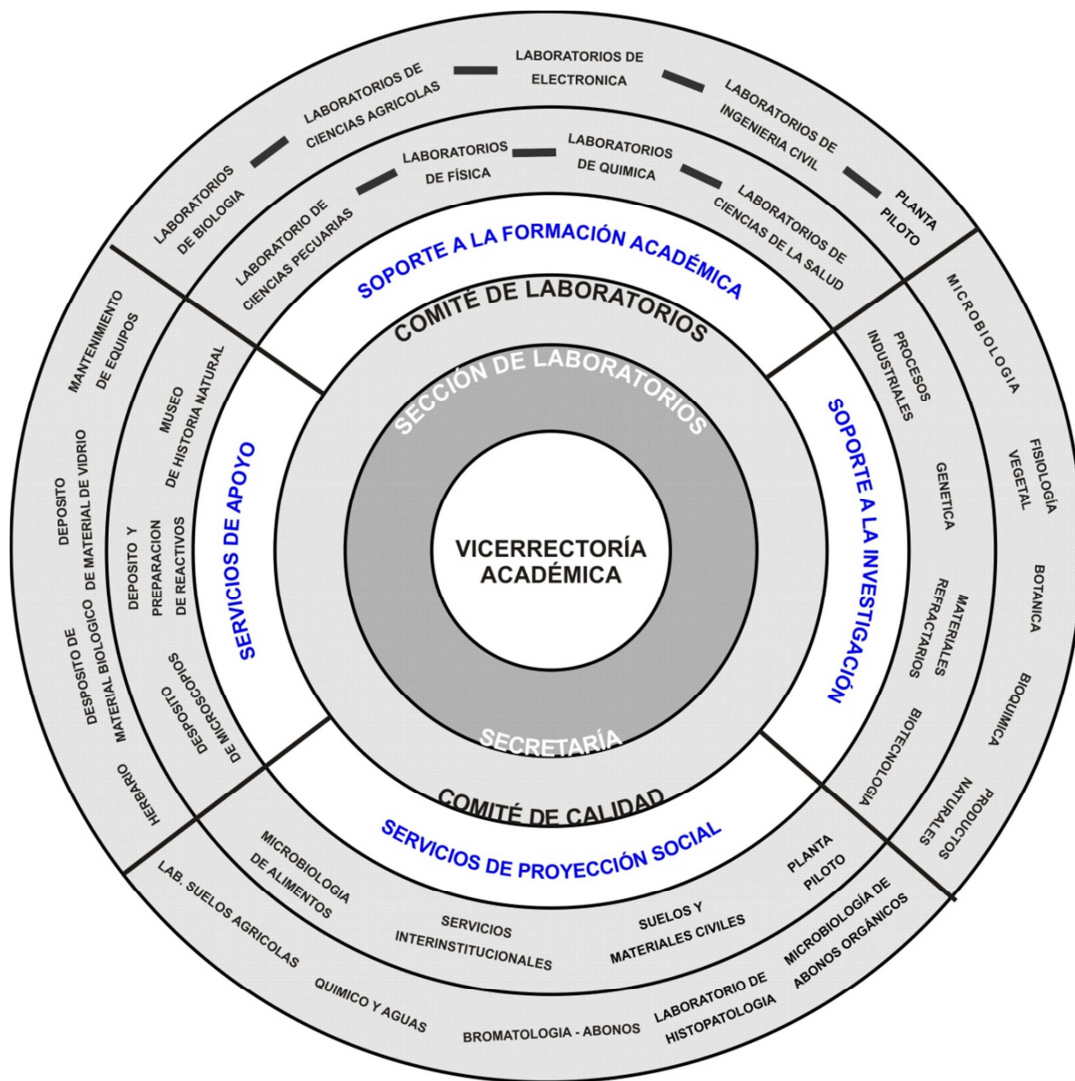 LABORATORIOS
DE BIOLOGIA
LABORATORIOS DE
CIENCIAS AGRICOLAS
LABORATORIOS DE
ELECTRONICA
LABORATORIOS DE
INGENIERIA CIVIL
PLANTA
PILOTO
LABORATORIO DE
CIENCIAS PECUARIAS
LABORATORIOS
DE FÍSICA
LABORATORIOS
DE QUIMICA
LABORATORIOS DE
CIENCIAS DE LA SALUD
SOPORTE A LA FORMACIÓN ACADÉMICA
COMITÉ DE LABORATORIOS
SECCIÓN DE LABORATORIOS
VICERRECTORÍA
ACADÉMICA
SECRETARÍA
COMITÉ DE CALIDAD
SOPORTE A LA INVESTIGACIÓN
PROCESOS
INDUSTRIALES
GENETICA
MATERIALES
REFRACTARIOS
BIOTECNOLOGIA
MICROBIOLOGIA
FISIOLOGÍA
VEGETAL
BOTANICA
BIOQUIMICA
PRODUCTOS
NATURALES
SERVICIOS DE PROYECCIÓN SOCIAL
MICROBIOLOGIA
DE ALIMENTOS
SERVICIOS
INTERINSTITUCIONALES
SUELOS Y
MATERIALES CIVILES
PLANTA
PILOTO
LAB. SUELOS AGRICOLAS
QUIMICO Y AGUAS
BROMATOLOGIA - ABONOS
LABORATORIO DE
HISTOPATOLOGIA
MICROBIOLOGÍA DE
ABONOS ORGÁNICOS
SERVICIOS DE APOYO
MUSEO
DE HISTORIA NATURAL
DEPOSITO Y
PREPARACION
DE REACTIVOS
DESPOSITO
DE MICROSCOPIOS
MANTENIMIENTO
DE EQUIPOS
DEPOSITO
DE MATERIAL DE VIDRIO
DESPOSITO DE
MATERIAL BIOLOGICO
HERBARIO